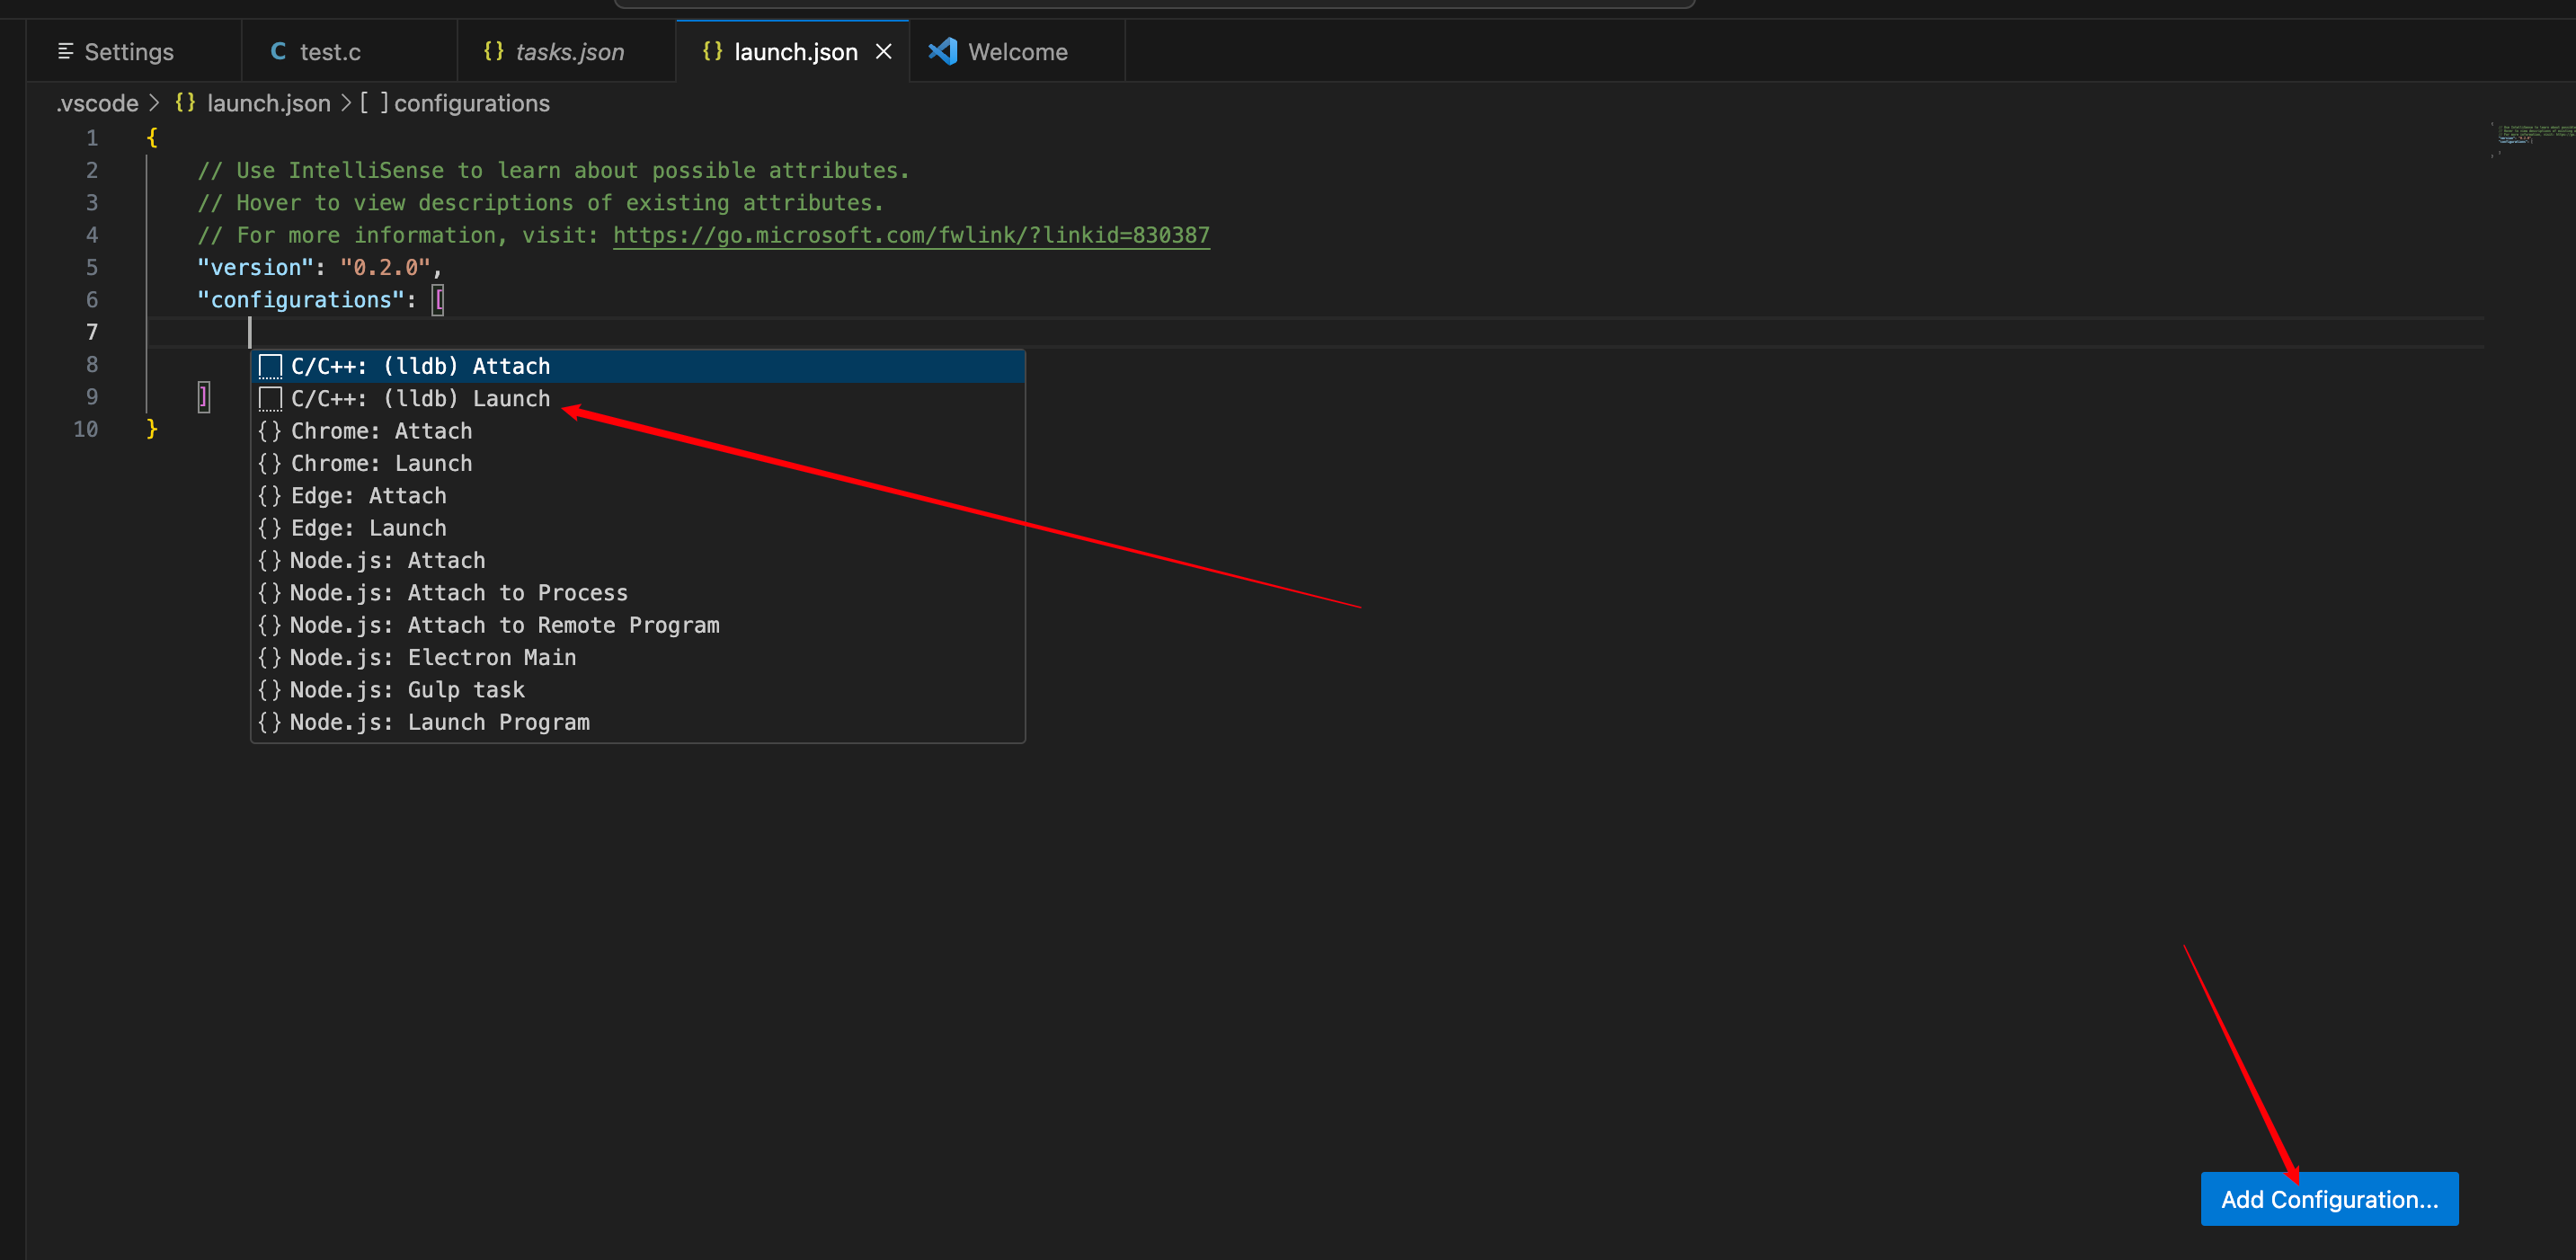 Settings
C test.c
{} tasks.json
{} launch.json
Welcome
.vscode > {} launch.json > [ ] configurations
1 {
2 // Use IntelliSense to learn about possible attributes.
3 // Hover to view descriptions of existing attributes.
4 // For more information, visit: https://go.microsoft.com/fwlink/?linkid=830387
5 "version": "0.2.0",
6 "configurations": [
7
8
9 ]
10 }
C/C++: (lldb) Attach
C/C++: (lldb) Launch
{} Chrome: Attach
{} Chrome: Launch
{} Edge: Attach
{} Edge: Launch
{} Node.js: Attach
{} Node.js: Attach to Process
{} Node.js: Attach to Remote Program
{} Node.js: Electron Main
{} Node.js: Gulp task
{} Node.js: Launch Program
Add Configuration...